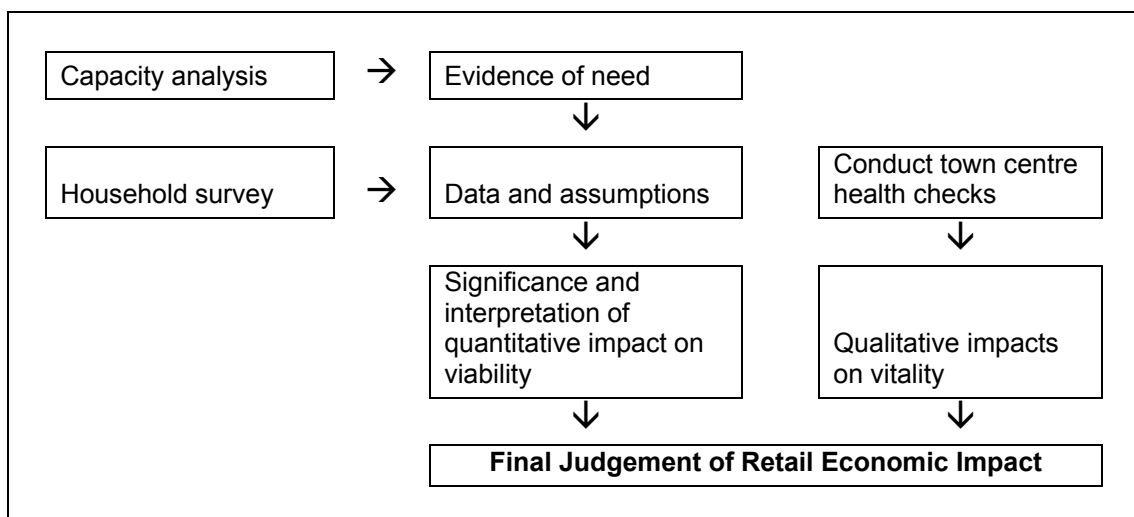 Capacity analysis → Evidence of need
↓
Household survey → Data and assumptions
Conduct town centre
health checks
↓ ↓
Significance and
interpretation of
quantitative impact on
viability
Qualitative impacts
on vitality
↓ ↓
Final Judgement of Retail Economic Impact